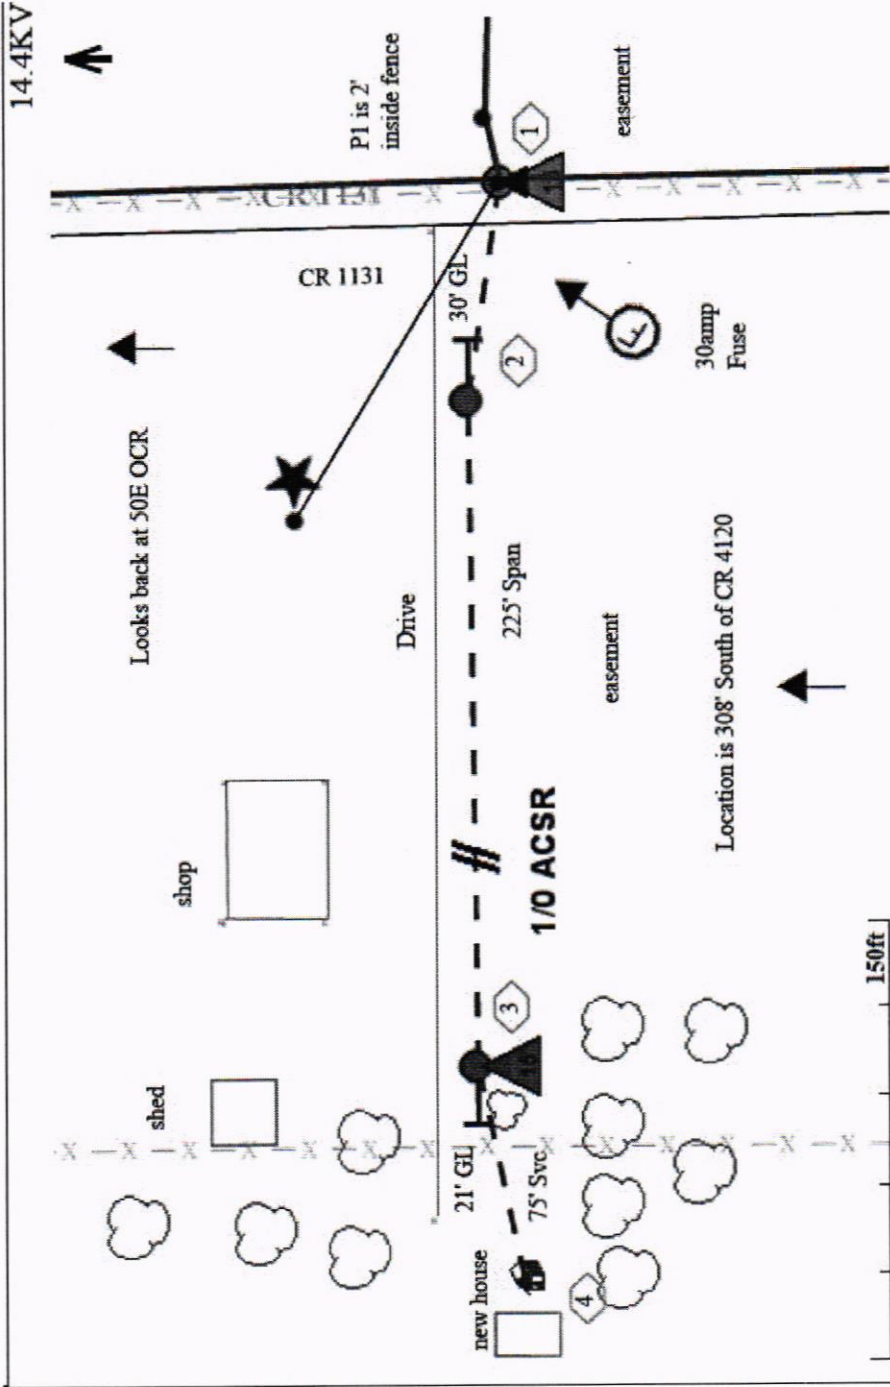 14.4KV
P1 is 2'
inside fence
1
easement
CR 1131
CR 1131
30' GL
2
30amp
Fuse
Looks back at 50E OCR
Drive
225' Span
easement
Location is 308' South of CR 4120
shop
1/0 ACSR
shed
3
21' GL
75' Svc
new house
4
150ft